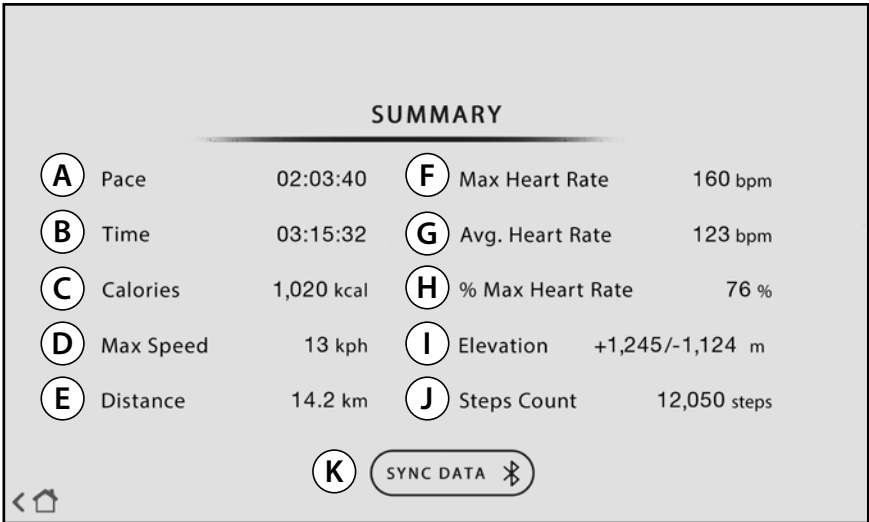 SUMMARY
A Pace 02:03:40 F Max Heart Rate 160 bpm
B Time 03:15:32 G Avg. Heart Rate 123 bpm
C Calories 1,020 kcal H % Max Heart Rate 76 %
D Max Speed 13 kph I Elevation +1,245/-1,124 m
E Distance 14.2 km J Steps Count 12,050 steps
K SYNC DATA